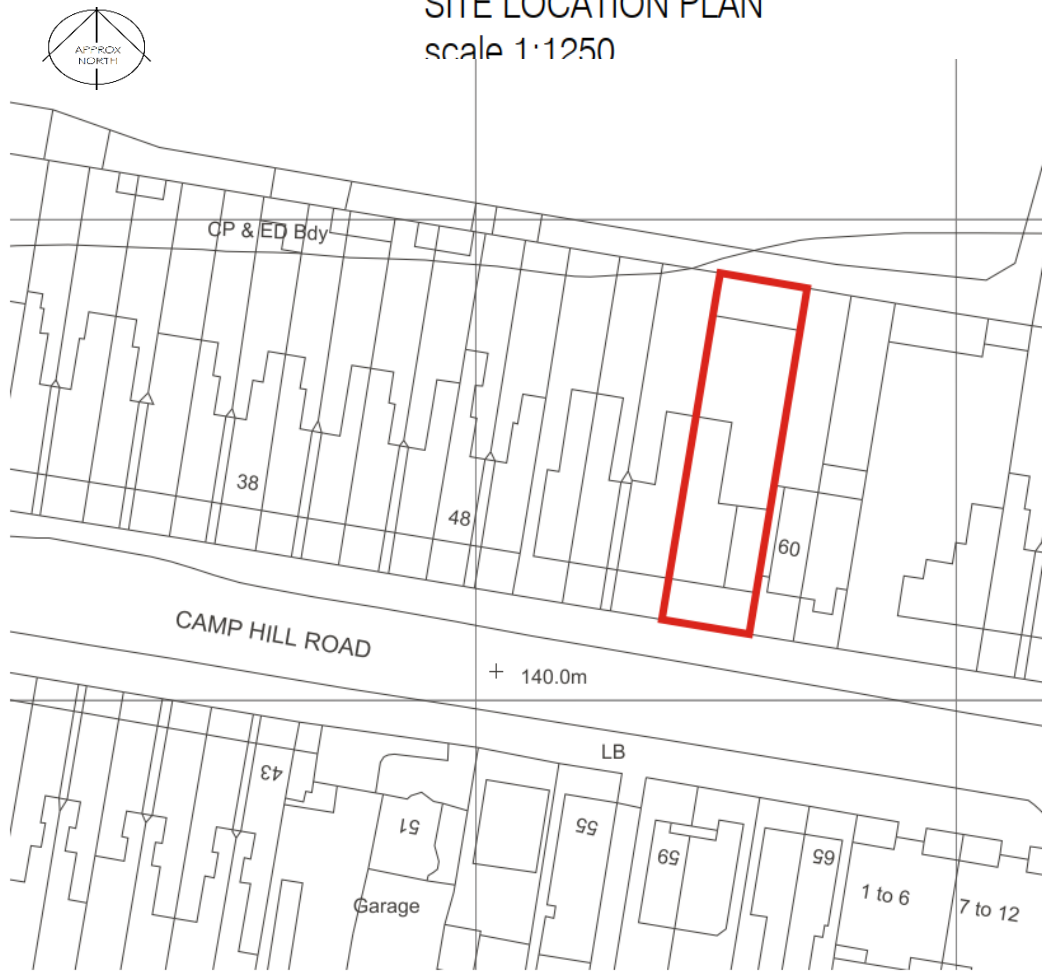 SITE LOCATION PLAN
scale 1:1250
APPROX
NORTH
CP & ED Bdy
38
48
60
CAMP HILL ROAD
140.0m
LB
43
51
55
59
65
1 to 6
7 to 12
Garage